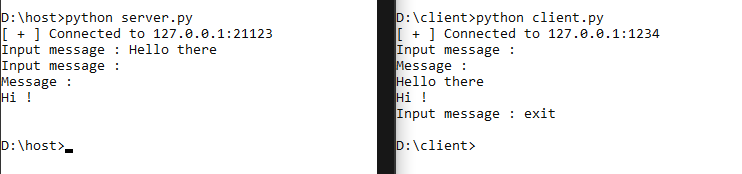 D:\host>python server.py
[ + ] Connected to 127.0.0.1:21123
Input message : Hello there
Input message :
Message :
Hi !
D:\host>
D:\client>python client.py
[ + ] Connected to 127.0.0.1:1234
Input message :
Message :
Hello there
Hi !
Input message : exit
D:\client>